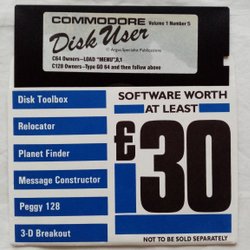 COMMODORE
Disk User
Volume 1 Number 5
© Argus Specialist Publications
C64 Owners-LOAD "MENU",8,1
C128 Owners-Type GO 64 and then follow above
SOFTWARE WORTH
AT LEAST
£30
Disk Toolbox
Relocator
Planet Finder
Message Constructor
Peggy 128
3-D Breakout
NOT TO BE SOLD SEPARATELY